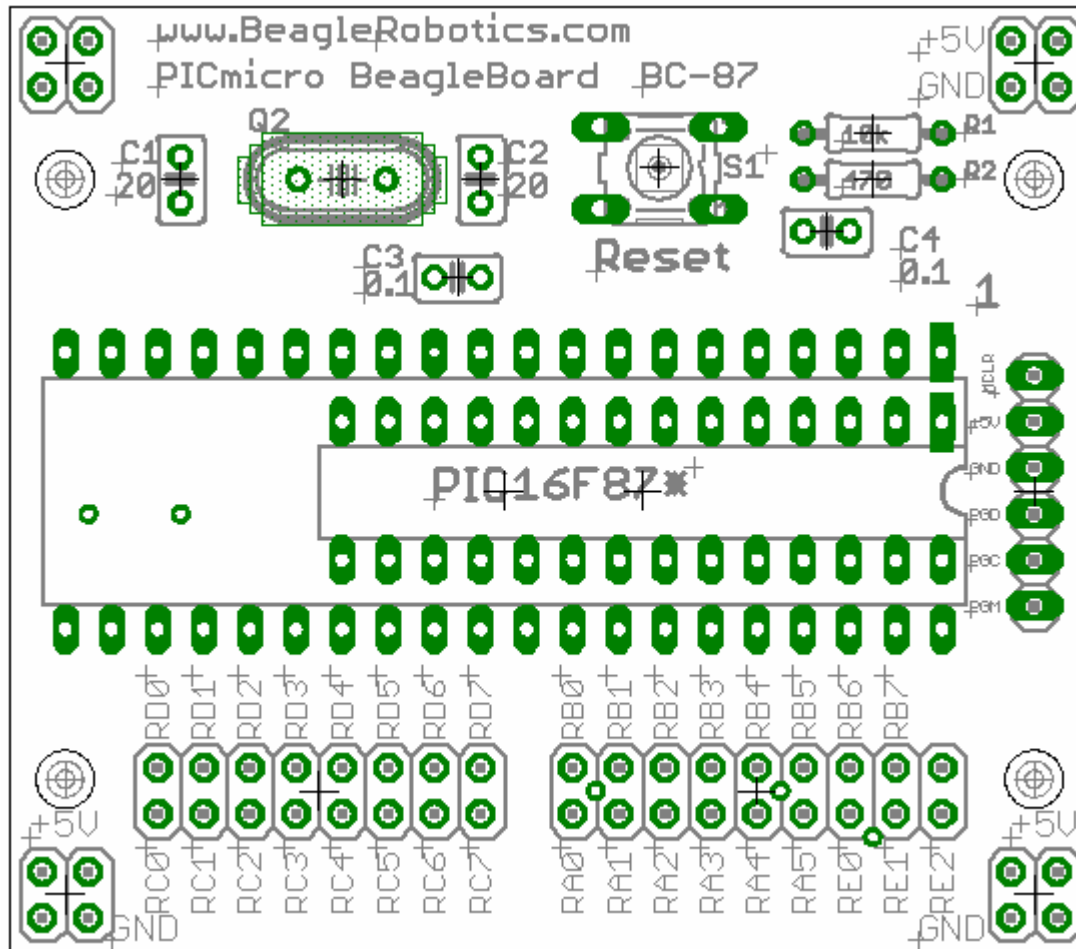 www.BeagleRobotics.com
PICmicro BeagleBoard BC-87
+5V
GND
Q2
C1
20
C2
20
S1
10k
R1
470
R2
Reset
C3
0.1
C4
0.1
1
MCLR
+5V
GND
PGD
PGC
PGM
PIC16F87*
RD0 RD1 RD2 RD3 RD4 RD5 RD6 RD7 RB0 RB1 RB2 RB3 RB4 RB5 RB6 RB7
+5V
+5V
RC0 RC1 RC2 RC3 RC4 RC5 RC6 RC7 RA0 RA1 RA2 RA3 RA4 RA5 RE0 RE1 RE2
GND
GND